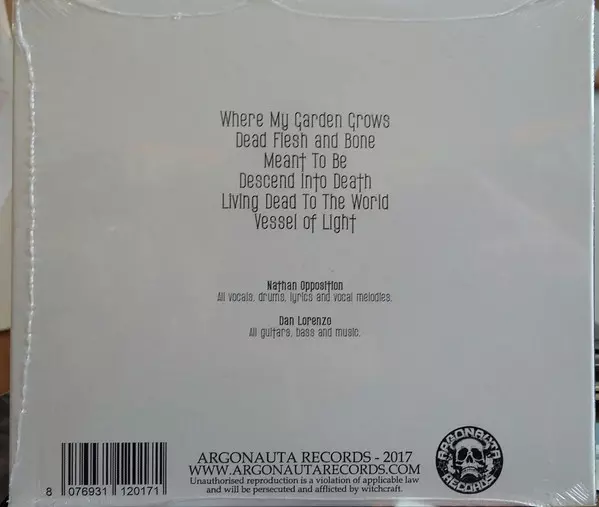 Where My Garden Grows
Dead Flesh and Bone
Meant To Be
Descend Into Death
Living Dead To The World
Vessel of Light
Nathan Opposition
All vocals, drums, lyrics and vocal melodies.
Dan Lorenzo
All guitars, bass and music.
8 076931 120171
ARGONAUTA RECORDS - 2017
WWW.ARGONAUTARECORDS.COM
Unauthorised reproduction is a violation of applicable law
and will be persecuted and afflicted by witchcraft.
ARGONAUTA
RECORDS